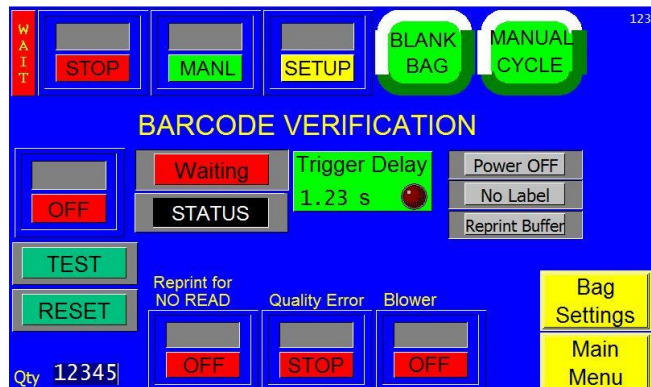 WAIT
STOP
MANL
SETUP
BLANK
BAG
MANUAL
CYCLE
123
BARCODE VERIFICATION
OFF
Waiting
STATUS
Trigger Delay
1.23 s
Power OFF
No Label
Reprint Buffer
TEST
RESET
Reprint for
NO READ
Quality Error
Blower
OFF
STOP
OFF
Bag
Settings
Main
Menu
Qty 12345